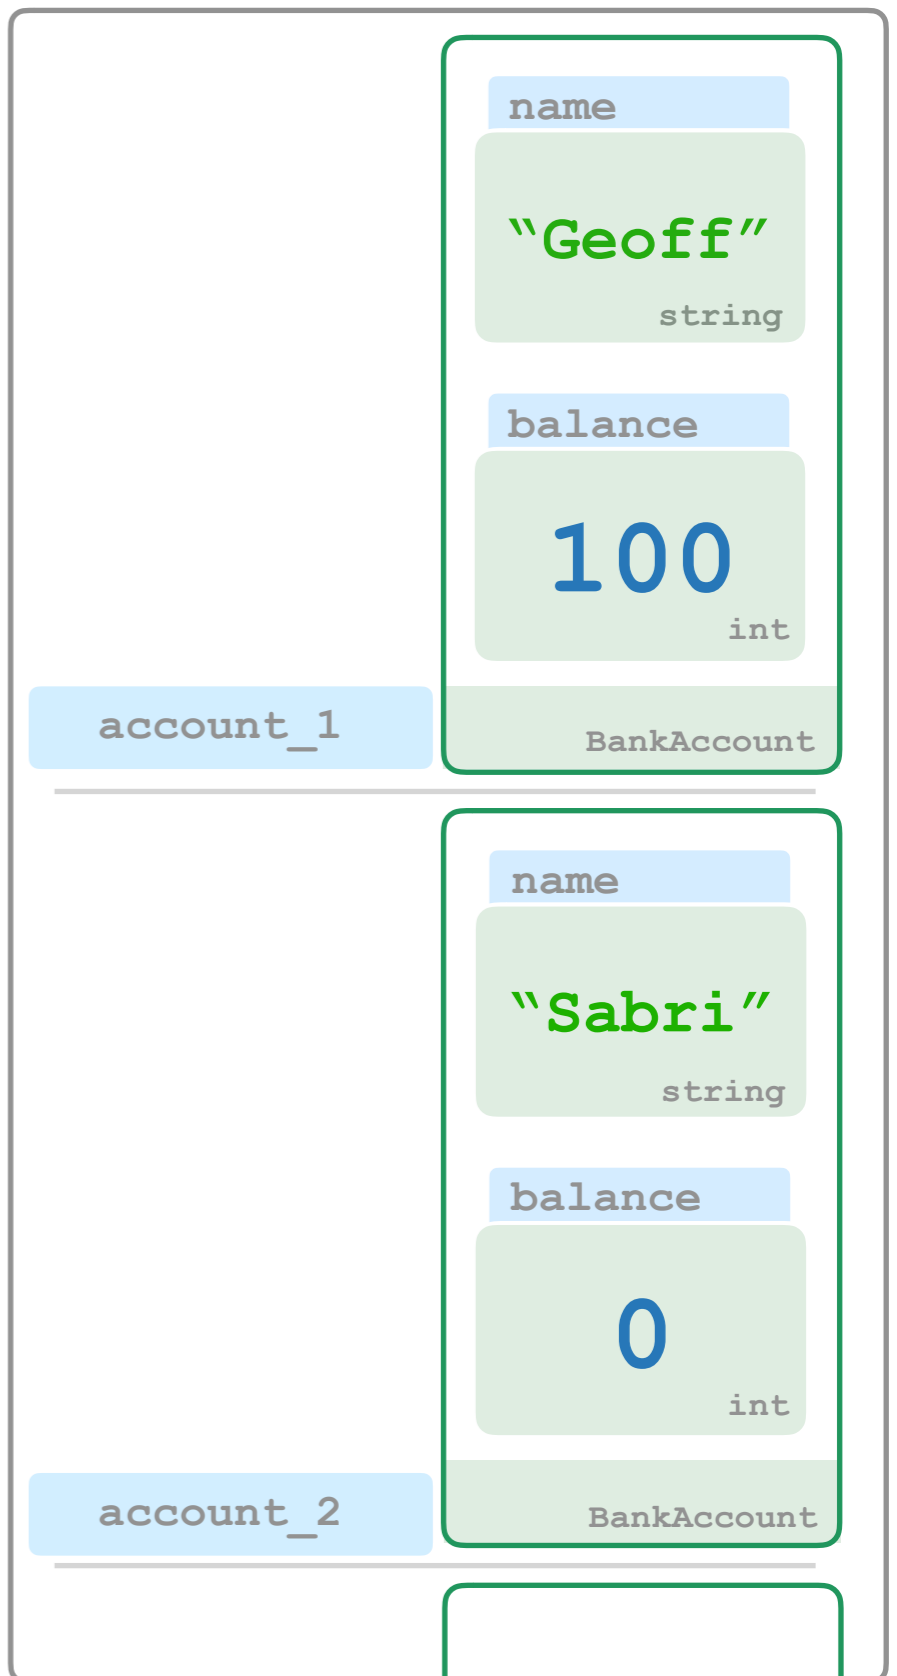 name
“Geoff”
string
balance
100
int
account_1
BankAccount
name
“Sabri”
string
balance
0
int
account_2
BankAccount